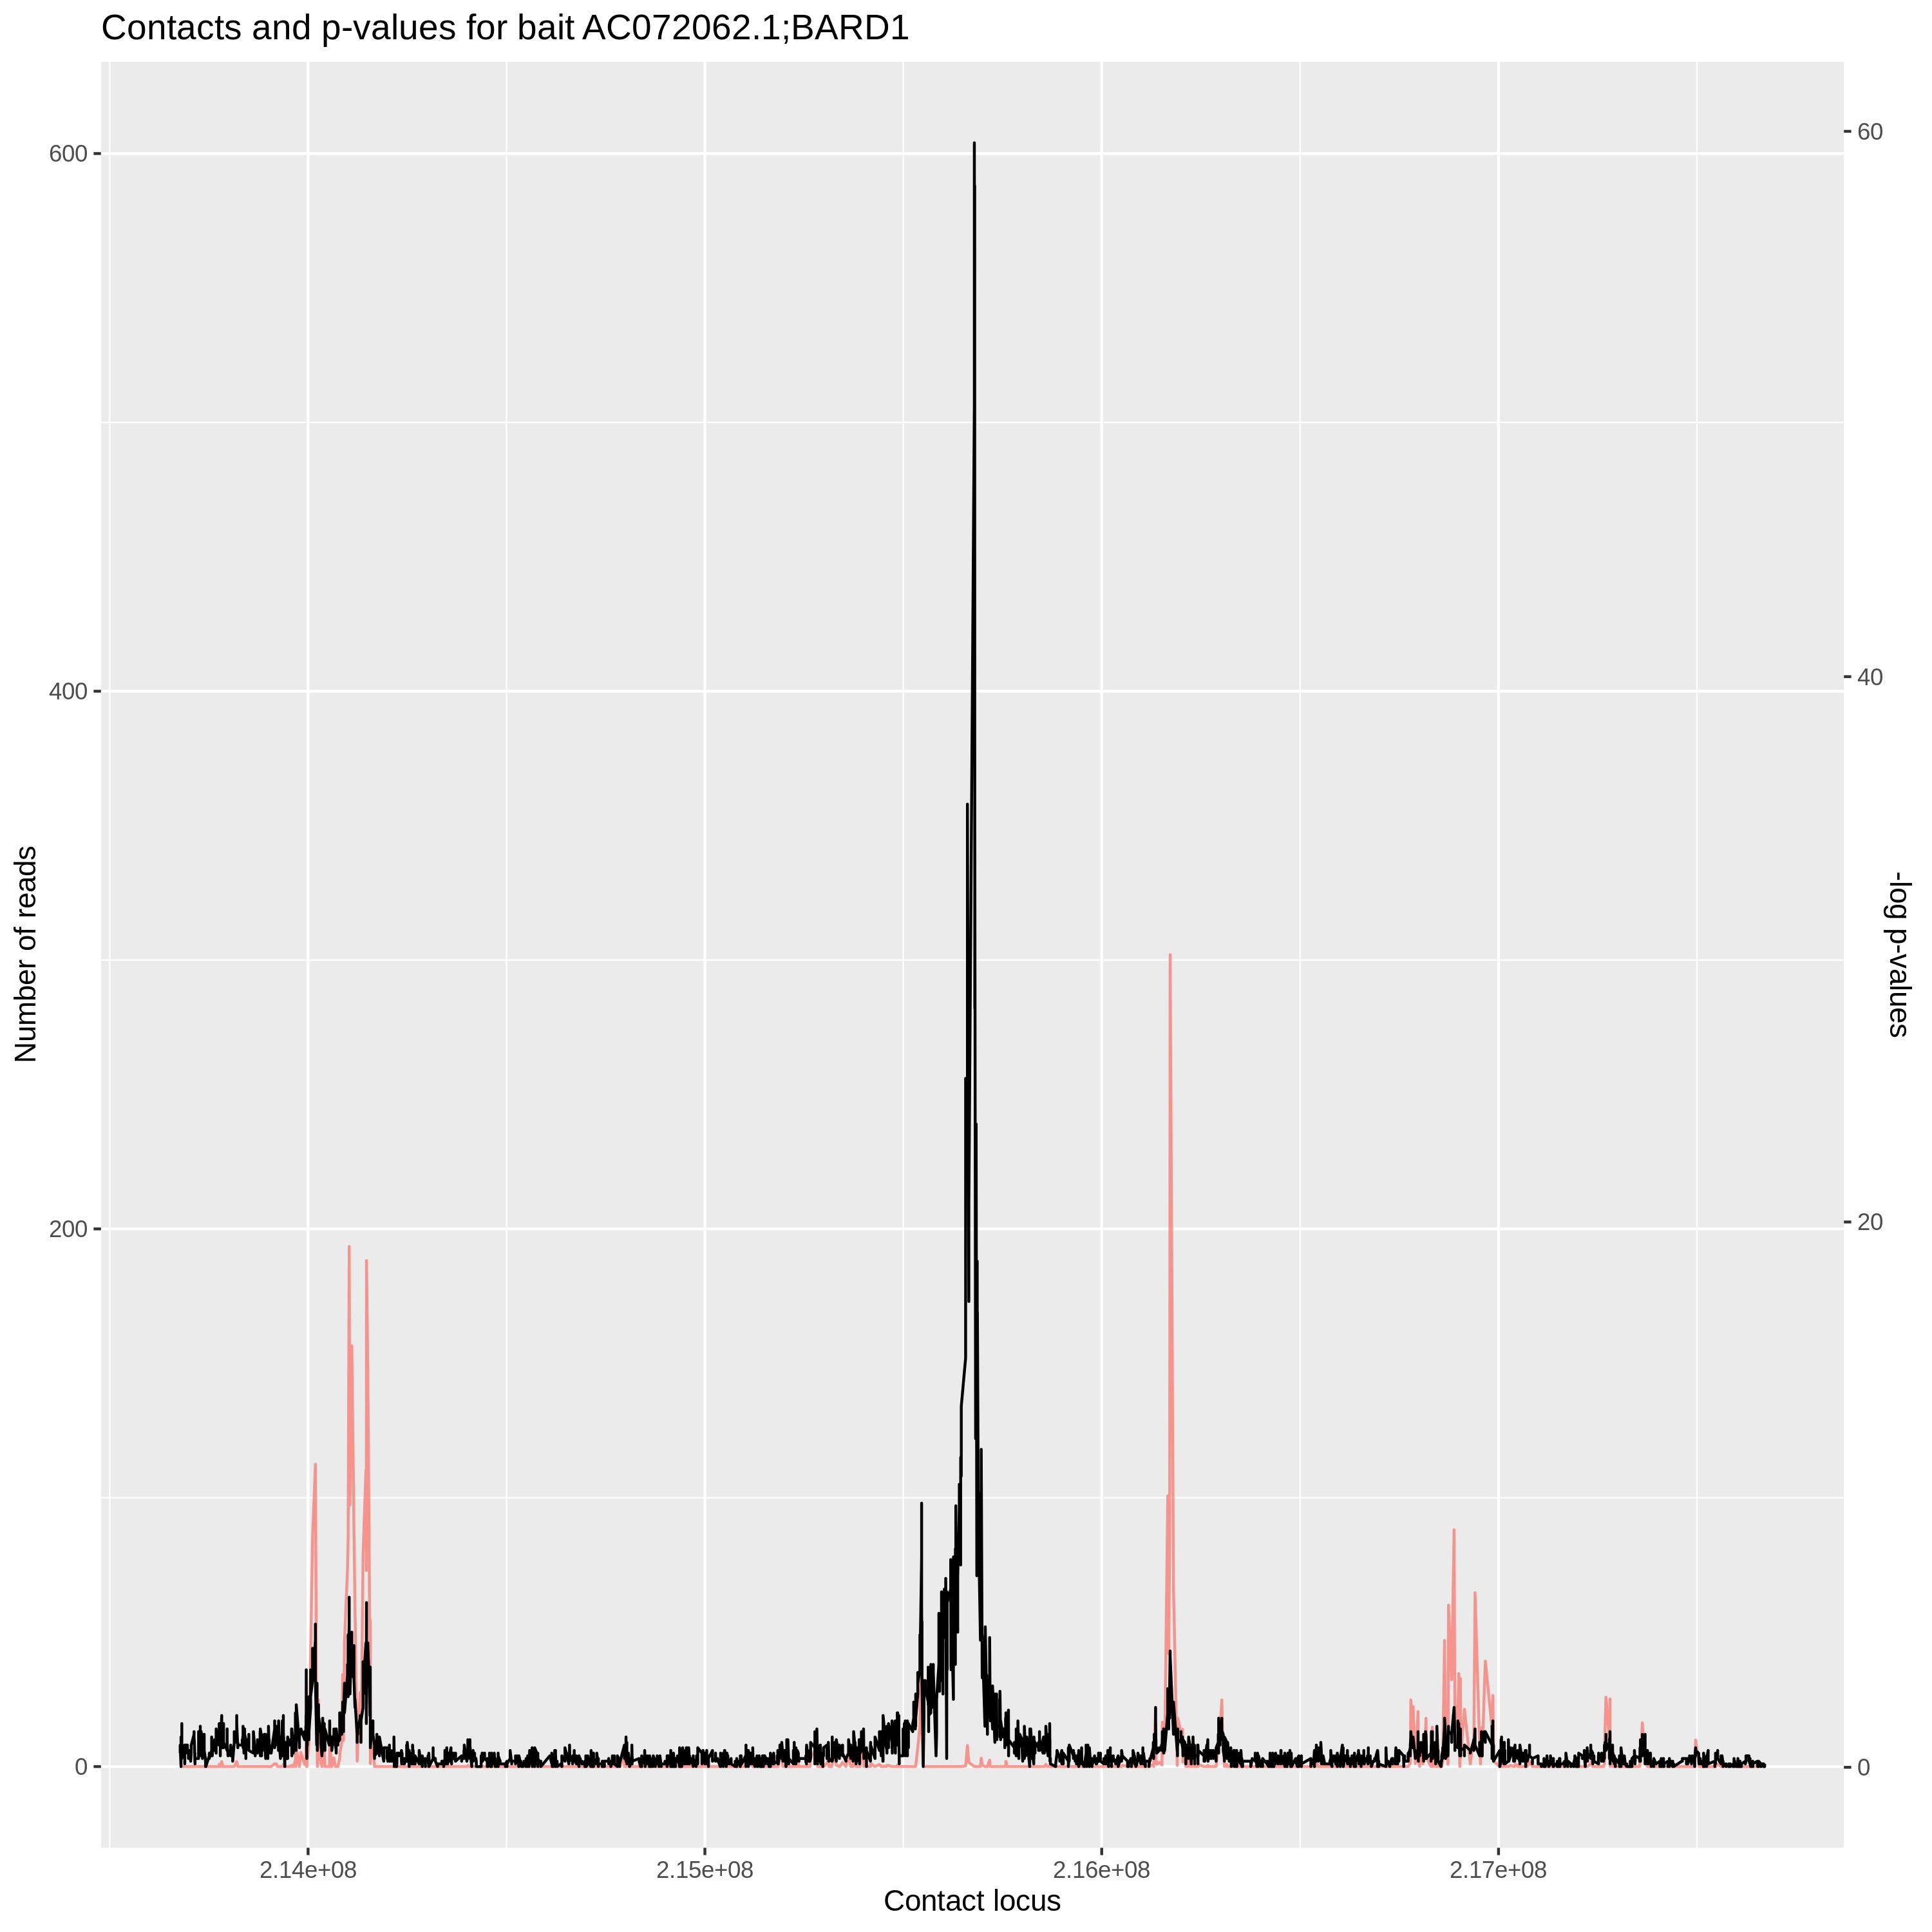 Contacts and p-values for bait AC072062.1;BARD1
600
400
200
0
Number of reads
60
40
20
0
-log p-values
2.14e+08
2.15e+08
2.16e+08
2.17e+08
Contact locus